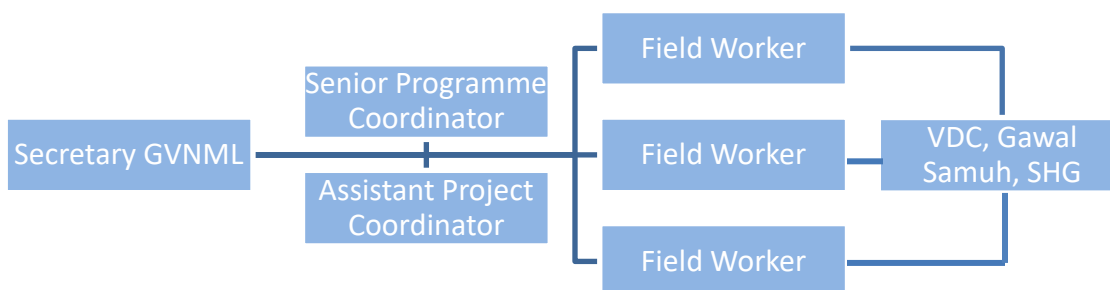 Secretary GVNML
Senior Programme
Coordinator
Assistant Project
Coordinator
Field Worker
Field Worker
Field Worker
VDC, Gawal
Samuh, SHG